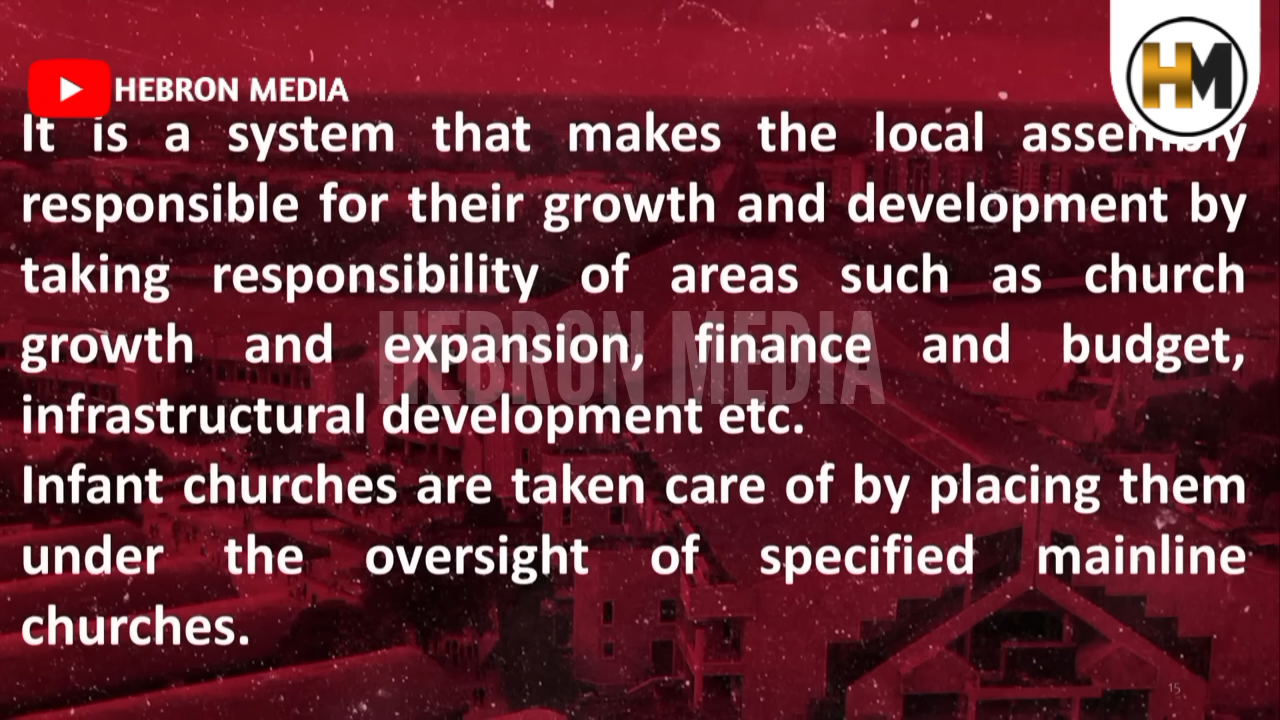 HEBRON MEDIA
HM
It is a system that makes the local assembly
responsible for their growth and development by
taking responsibility of areas such as church
growth and expansion, finance and budget,
HEBRON MEDIA
infrastructural development etc.
Infant churches are taken care of by placing them
under the oversight of specified mainline
churches.
15